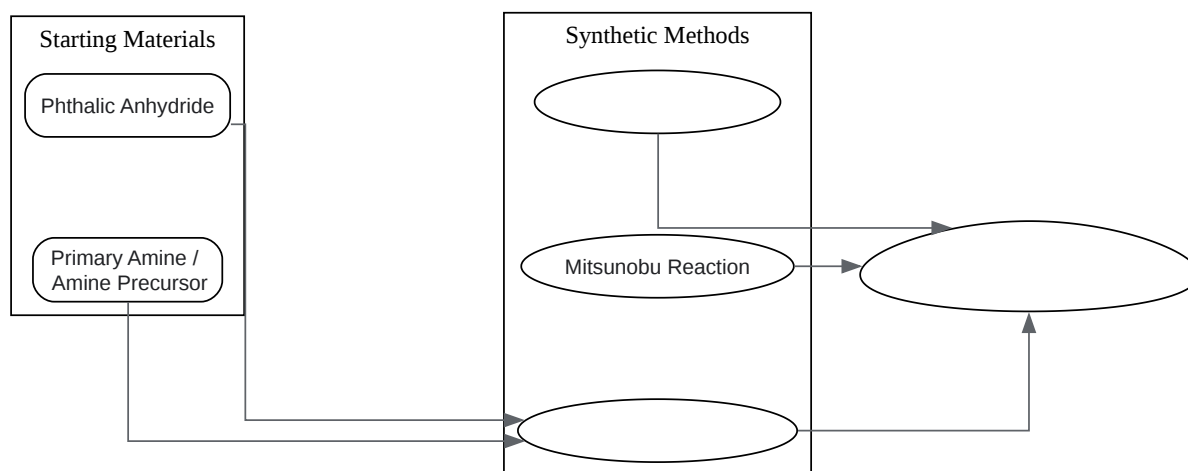 Starting Materials
Phthalic Anhydride
Primary Amine /
Amine Precursor
Synthetic Methods
Mitsunobu Reaction